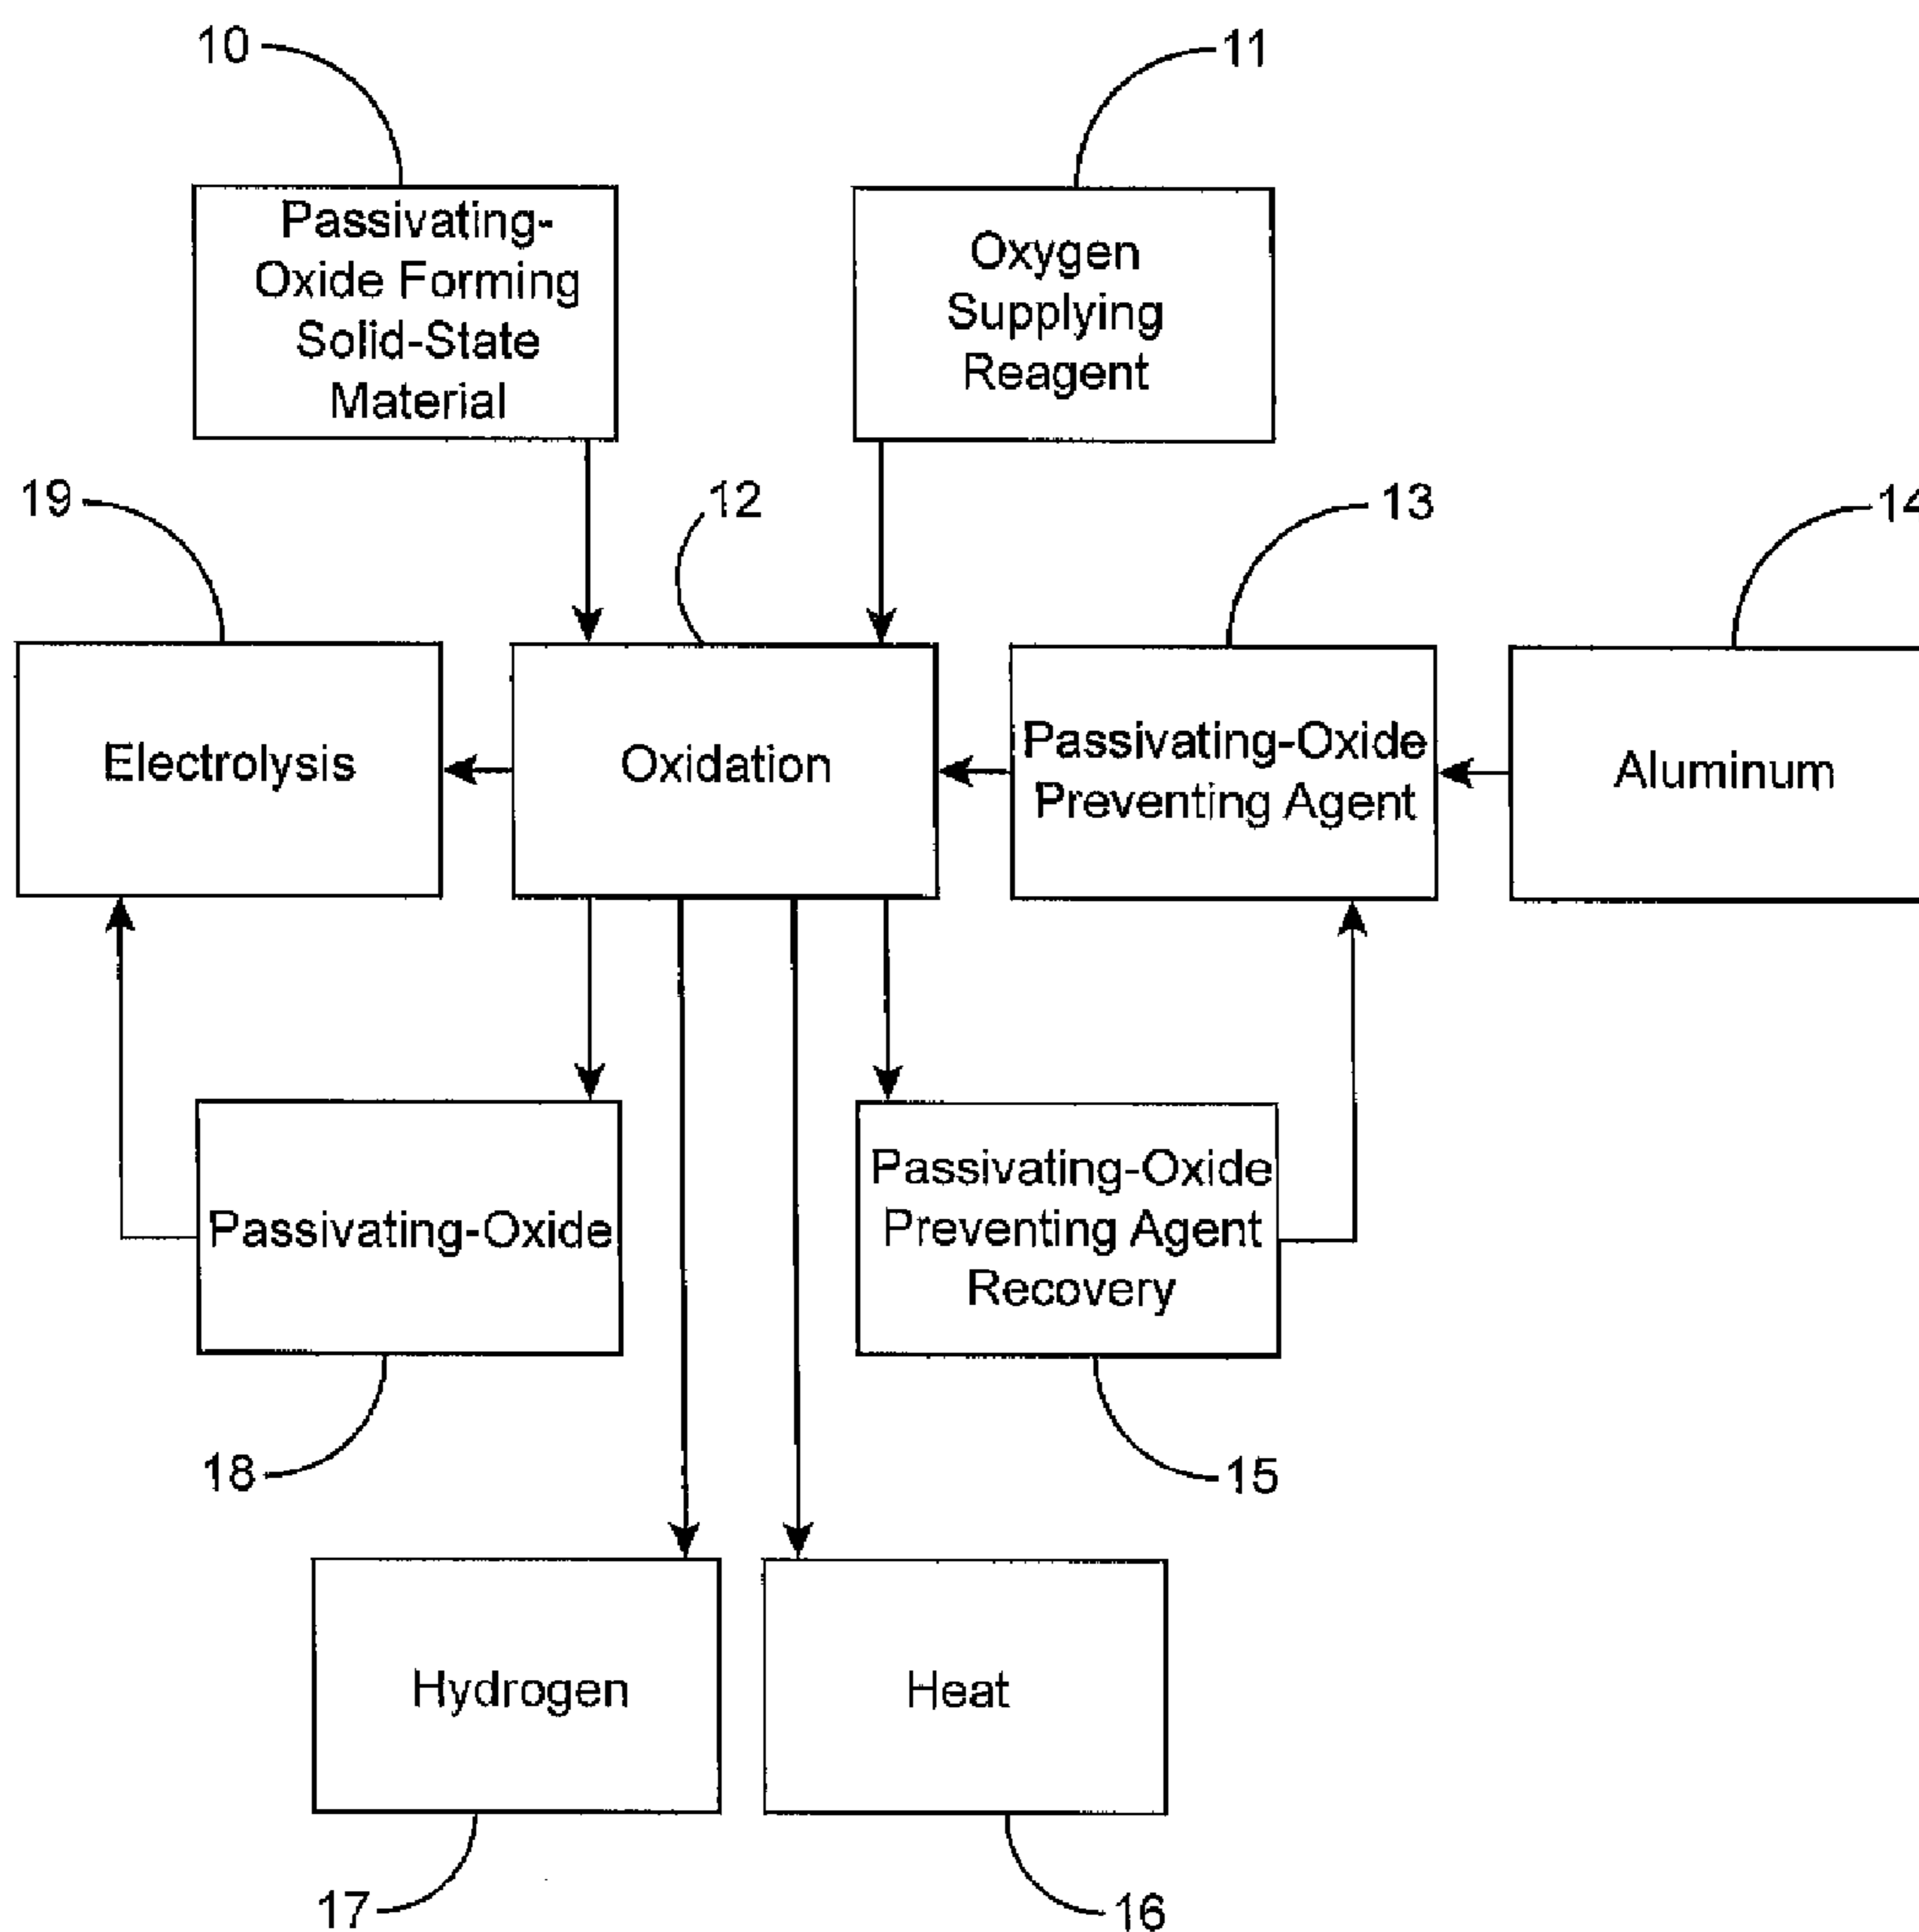 10
11
Passivating-
Oxide Forming
Solid-State
Material
Oxygen
Supplying
Reagent
19
12
13
14
Electrolysis
Oxidation
Passivating-Oxide
Preventing Agent
Aluminum
Passivating-Oxide
Passivating-Oxide
Preventing Agent
Recovery
18
15
Hydrogen
Heat
17
16